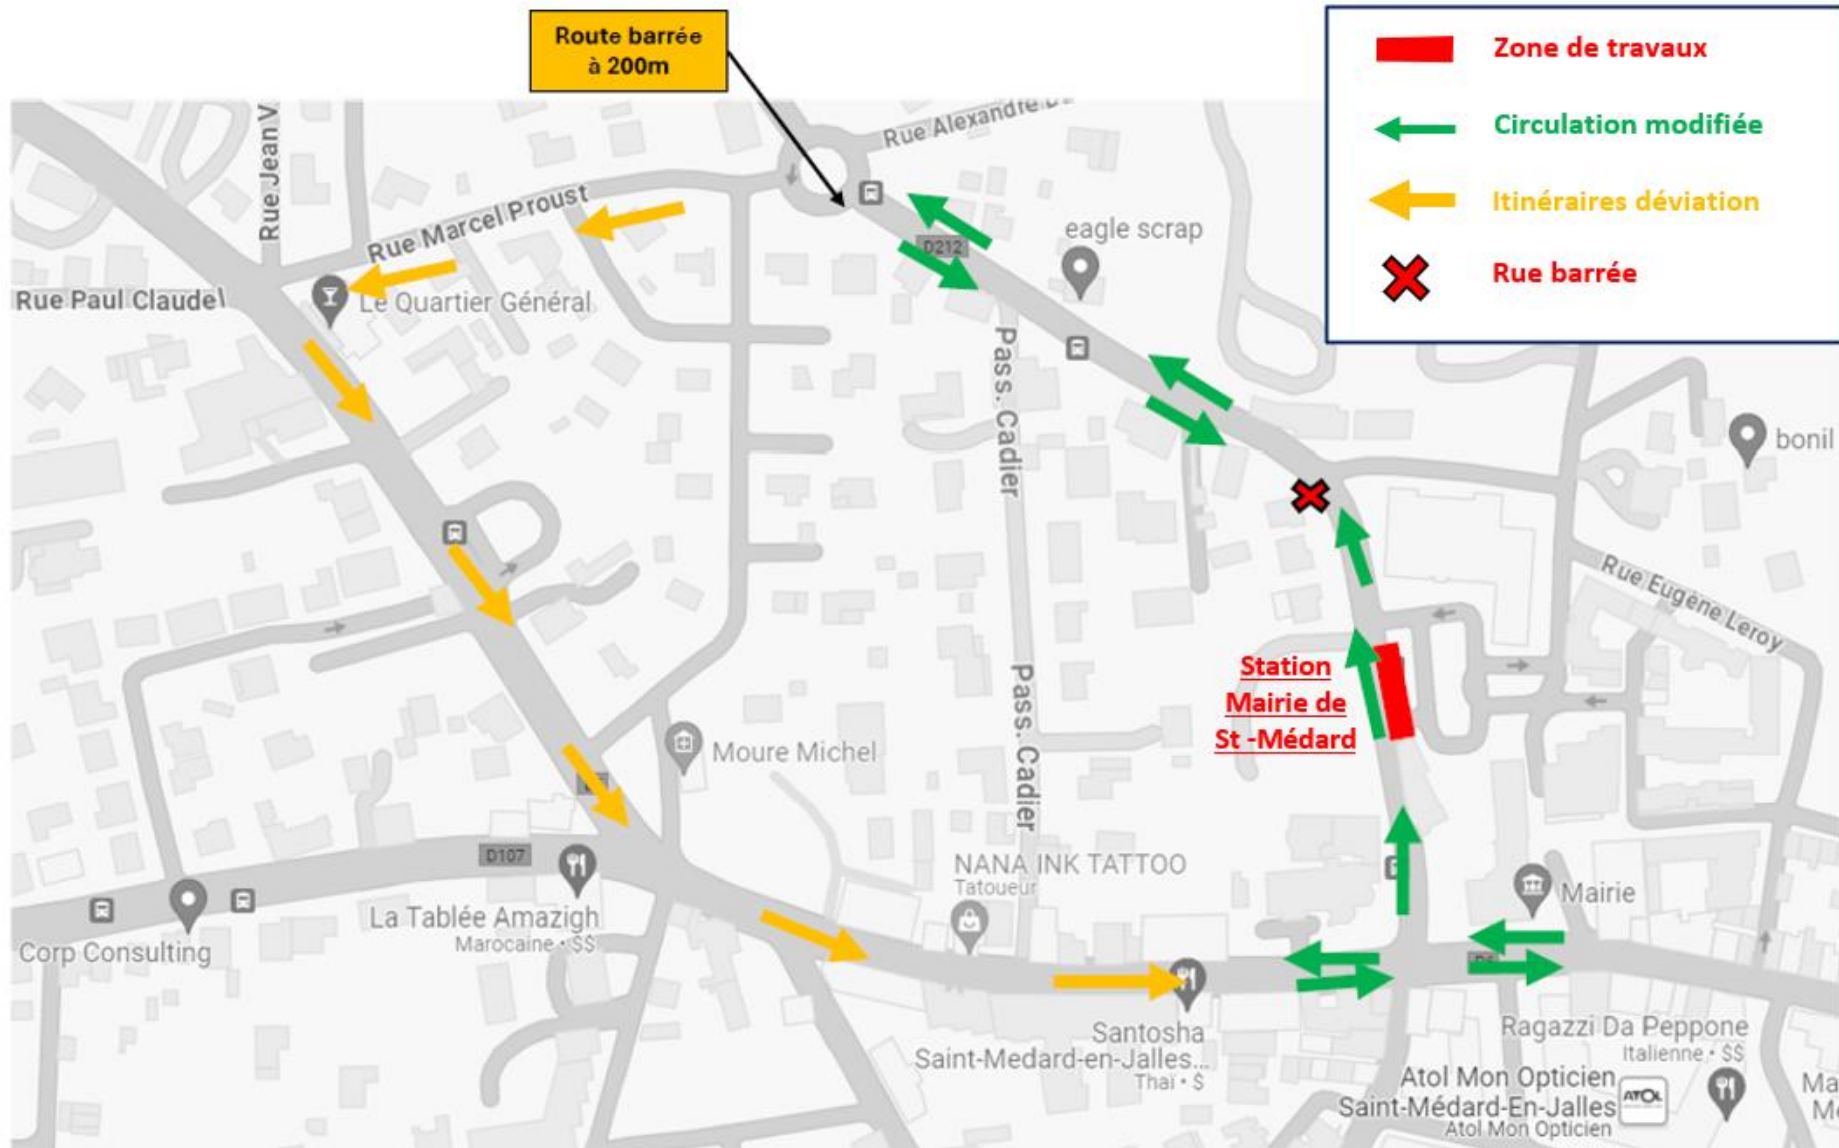 Route barrée
à 200m
Zone de travaux
Circulation modifiée
Itinéraires déviation
Rue barrée
Rue Jean V
Rue Alexandre
Rue Marcel Proust
D212
eagle scrap
Rue Paul Claudel
Le Quartier Général
Pass. Cadier
bonil
Rue Eugène Leroy
Station
Mairie de
St -Médard
Pass. Cadier
Moure Michel
D107
NANA INK TATTOO
Tatoueur
Mairie
La Tablée Amazigh
Marocaine • $$
Corp Consulting
Santosha
Saint-Medard-en-Jalles...
Thaï • $
Ragazzi Da Peppone
Italienne • $$
Atol Mon Opticien
Saint-Médard-En-Jalles
Atol Mon Opticien
ATOL
Ma